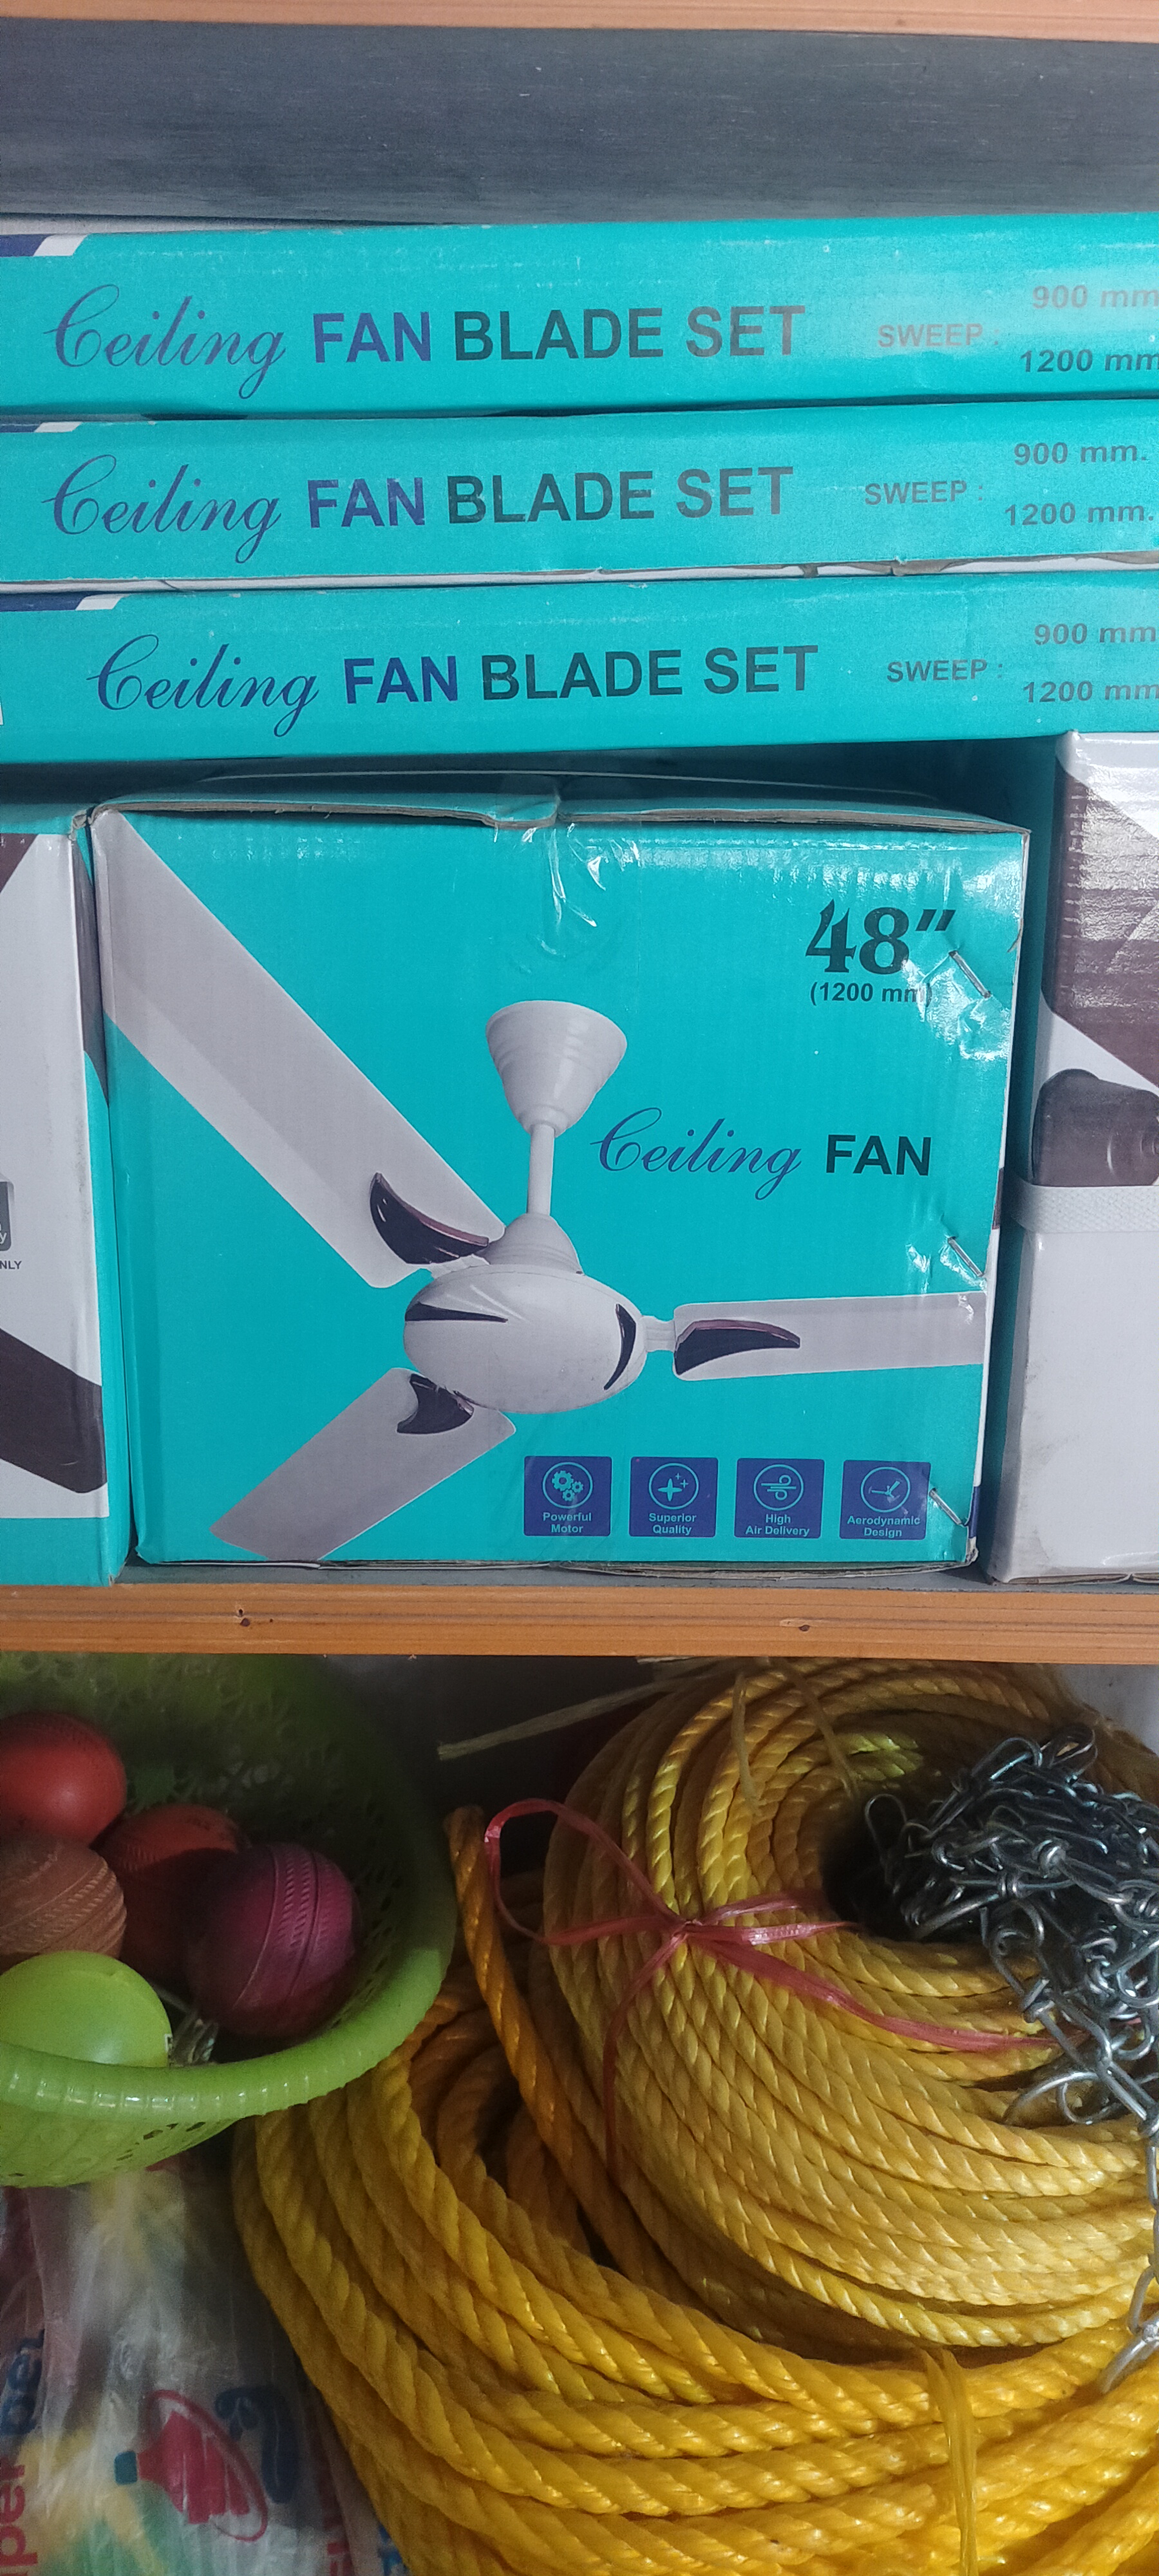 Ceiling FAN BLADE SET SWEEP : 900 mm
1200 mm
Ceiling FAN BLADE SET SWEEP : 900 mm.
1200 mm.
Ceiling FAN BLADE SET SWEEP : 900 mm
1200 mm
48"
(1200 mm)
Ceiling FAN
NLY
Powerful Motor
Superior Quality
High Air Delivery
Aerodynamic Design